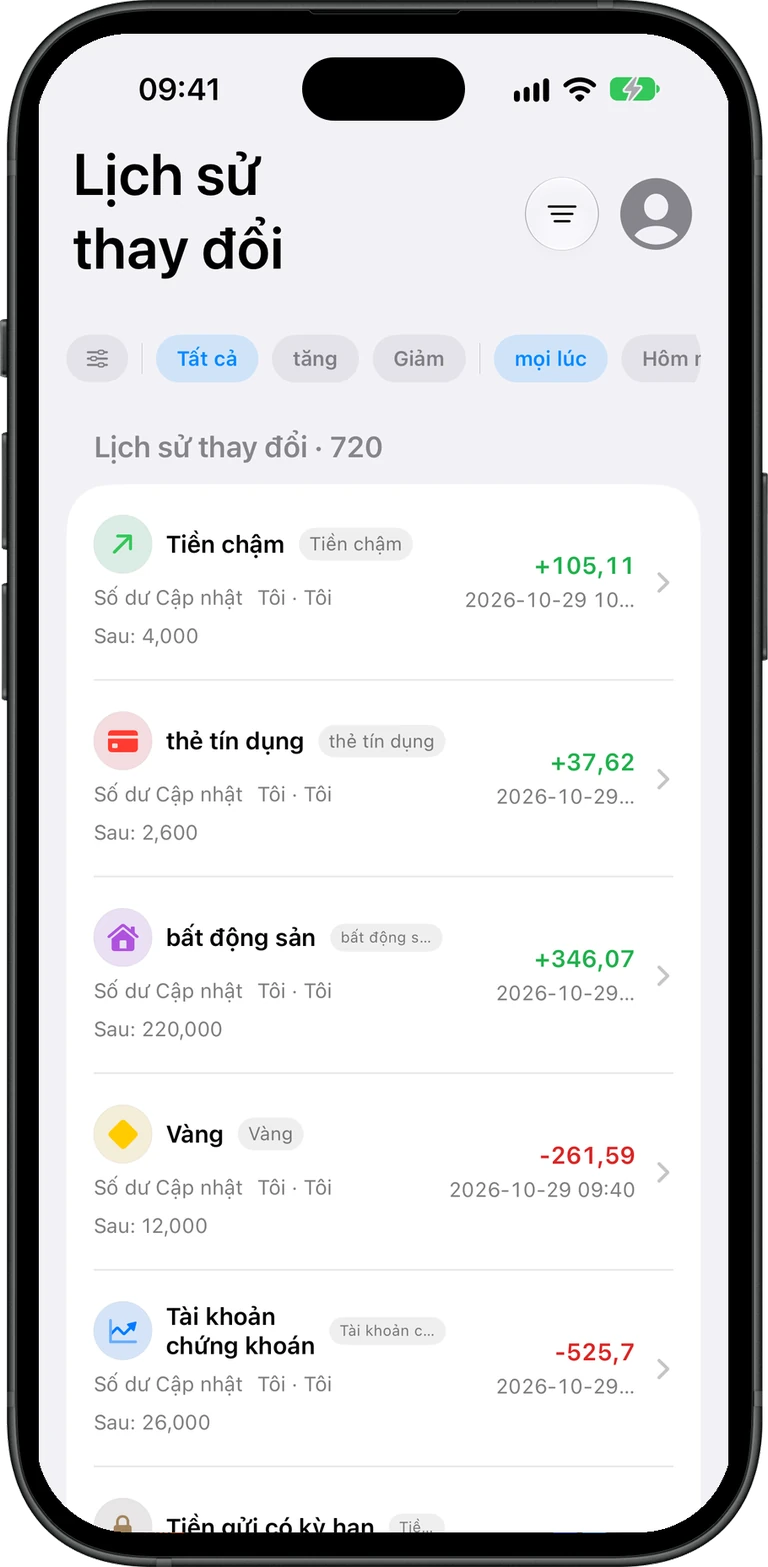 09:41
Lịch sử
thay đổi
Tất cả
tăng
Giảm
mọi lúc
Hôm
Lịch sử thay đổi · 720
Tiền chậm
Tiền chậm
+105,11
Số dư Cập nhật Tôi · Tôi
2026-10-29 10...
Sau: 4,000
thẻ tín dụng
thẻ tín dụng
+37,62
Số dư Cập nhật Tôi · Tôi
2026-10-29...
Sau: 2,600
bất động sản
bất động s...
+346,07
Số dư Cập nhật Tôi · Tôi
2026-10-29...
Sau: 220,000
Vàng
Vàng
-261,59
Số dư Cập nhật Tôi · Tôi
2026-10-29 09:40
Sau: 12,000
Tài khoản
chứng khoán
Tài khoản c...
-525,7
Số dư Cập nhật Tôi · Tôi
2026-10-29...
Sau: 26,000
Tiền gửi có kỳ hạn
Tiề...